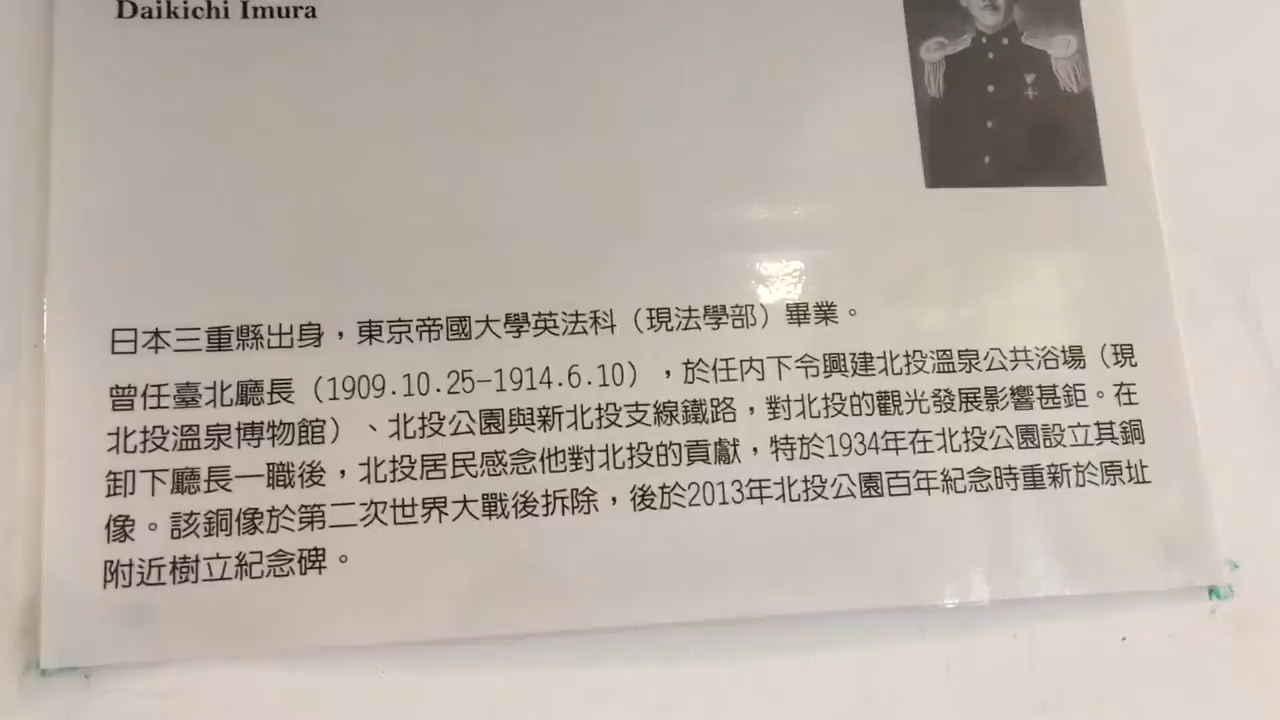 Daikichi Imura
日本三重縣出身，東京帝國大學英法科（現法學部）畢業。
曾任臺北廳長（1909.10.25-1914.6.10），於任內下令興建北投溫泉公共浴場（現
北投溫泉博物館）、北投公園與新北投支線鐵路，對北投的觀光發展影響甚鉅。在
卸下廳長一職後，北投居民感念他對北投的貢獻，特於1934年在北投公園設立其銅
像。該銅像於第二次世界大戰後拆除，後於2013年北投公園百年紀念時重新於原址
附近樹立紀念碑。